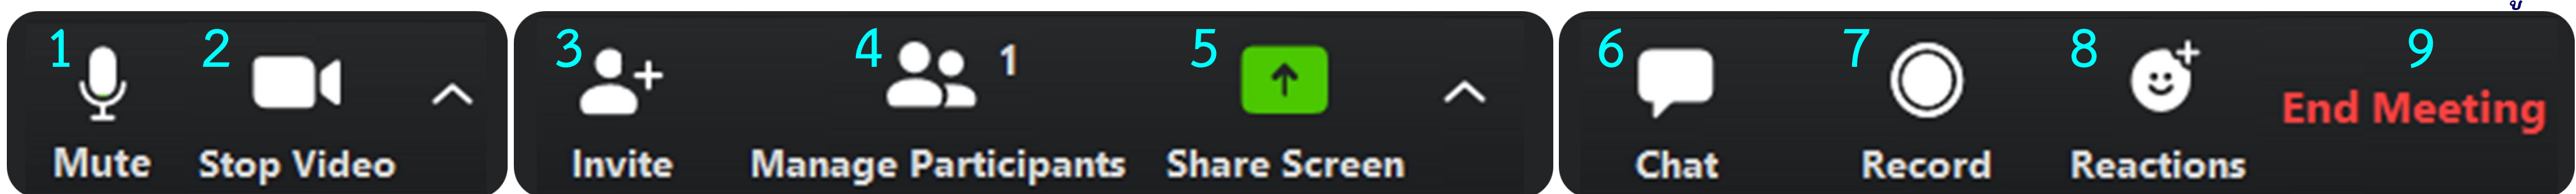 1 2 3 4 1 5 6 7 8 9
End Meeting
Mute Stop Video Invite Manage Participants Share Screen Chat Record Reactions